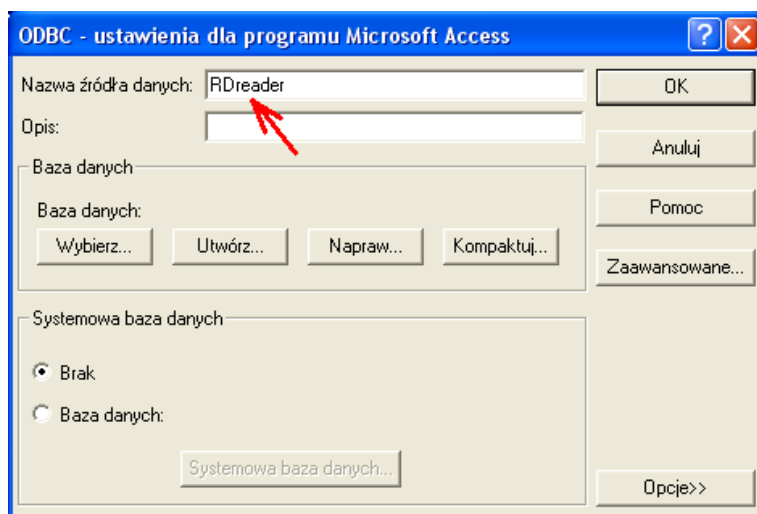 ODBC - ustawienia dla programu Microsoft Access
Nazwa źródła danych: RDreader
OK
Opis:
Anuluj
Baza danych
Baza danych:
Pomoc
Wybierz... Utwórz... Napraw... Kompaktuj...
Zaawansowane...
Systemowa baza danych
Brak
Baza danych:
Systemowa baza danych...
Opcje>>